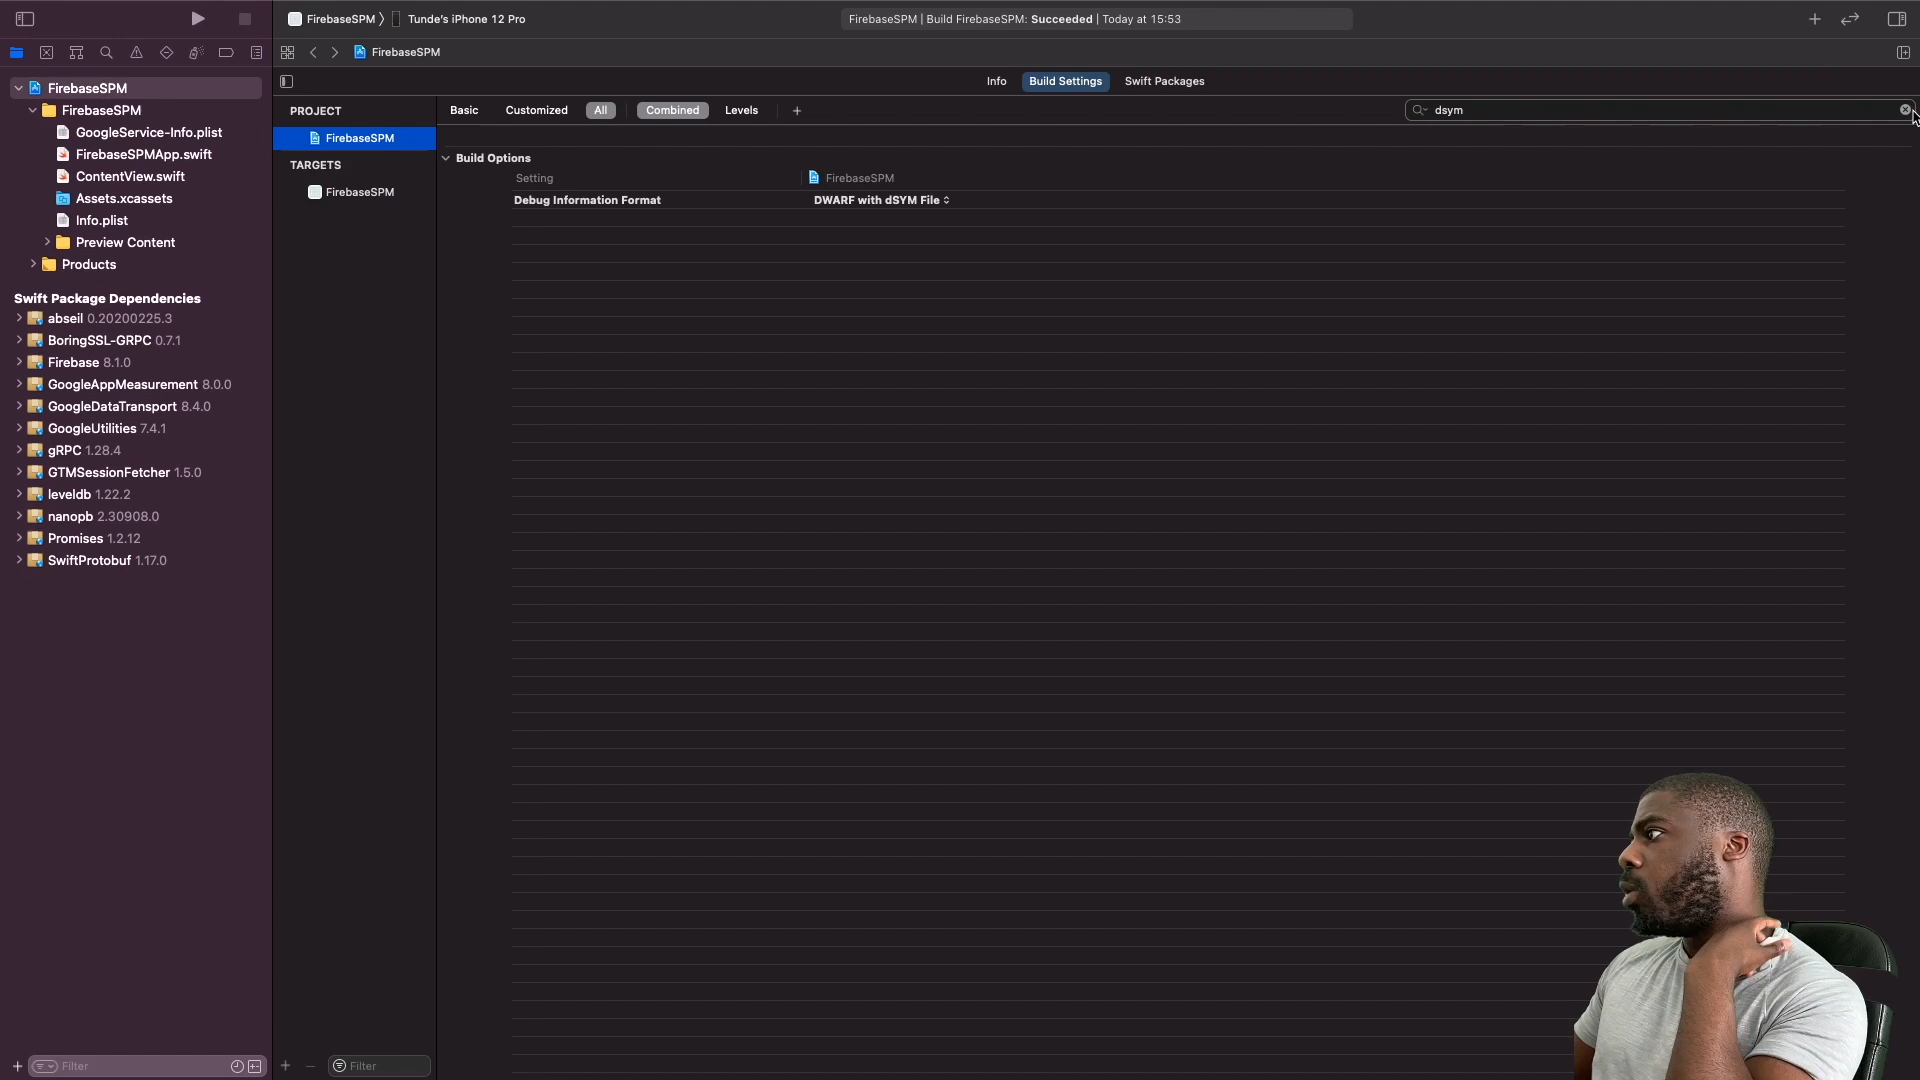 FirebaseSPM
Tunde's iPhone 12 Pro
FirebaseSPM | Build FirebaseSPM: Succeeded | Today at 15:53
FirebaseSPM
Info
Build Settings
Swift Packages
FirebaseSPM
FirebaseSPM
GoogleService-Info.plist
FirebaseSPMApp.swift
ContentView.swift
Assets.xcassets
Info.plist
Preview Content
Products
Swift Package Dependencies
abseil 0.20200225.3
BoringSSL-GRPC 0.7.1
Firebase 8.1.0
GoogleAppMeasurement 8.0.0
GoogleDataTransport 8.4.0
GoogleUtilities 7.4.1
gRPC 1.28.4
GTMSessionFetcher 1.5.0
leveldb 1.22.2
nanopb 2.30908.0
Promises 1.2.12
SwiftProtobuf 1.17.0
Filter
PROJECT
FirebaseSPM
TARGETS
FirebaseSPM
Filter
Basic
Customized
All
Combined
Levels
dsym
Build Options
Setting
FirebaseSPM
Debug Information Format
DWARF with dSYM File